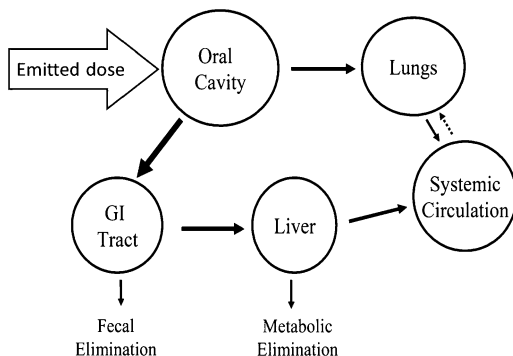 Emitted dose
Oral
Cavity
Lungs
GI
Tract
Liver
Systemic
Circulation
Fecal
Elimination
Metabolic
Elimination